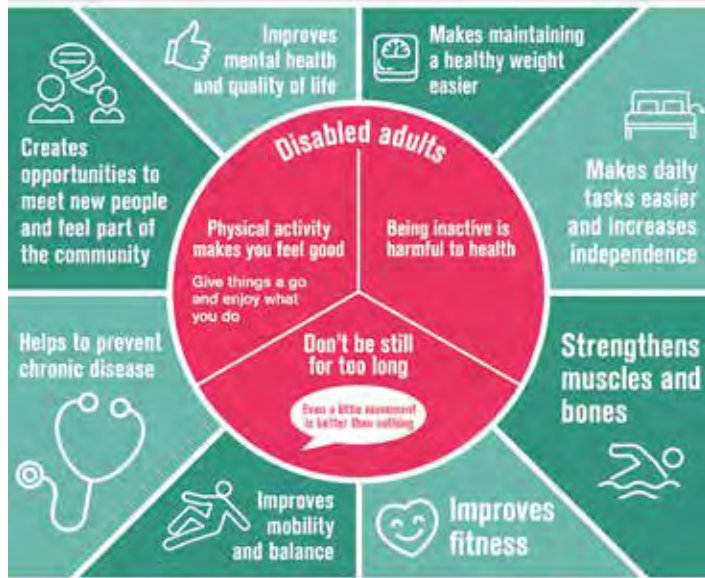 Improves
mental health
and quality of life
Makes maintaining
a healthy weight
easier
Creates
opportunities to
meet new people
and feel part of
the community
Disabled adults
Makes daily
tasks easier
and increases
independence
Physical activity
makes you feel good
Give things a go
and enjoy what
you do
Being inactive is
harmful to health
Don't be still
for too long
Even a little movement
is better than nothing
Helps to prevent
chronic disease
Strengthens
muscles and
bones
Improves
mobility
and balance
Improves
fitness